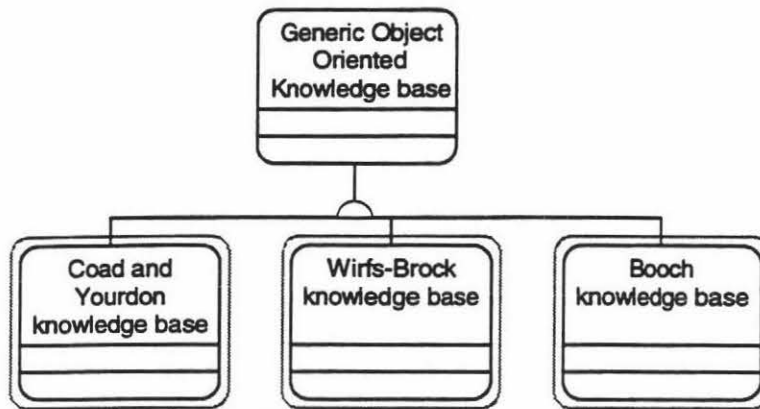 Generic Object
Oriented
Knowledge base
Coad and
Yourdon
knowledge base
Wirfs-Brock
knowledge base
Booch
knowledge base